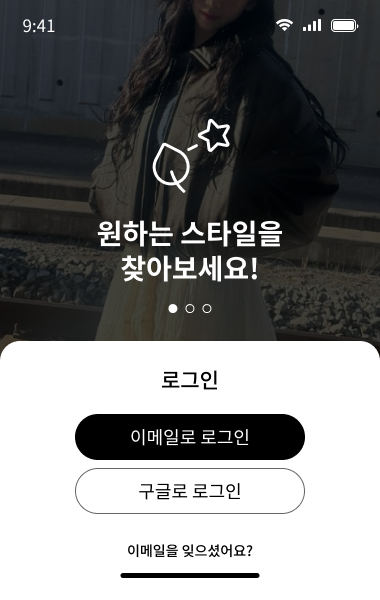 9:41
원하는 스타일을
찾아보세요!
로그인
이메일로 로그인
구글로 로그인
이메일을 잊으셨어요?